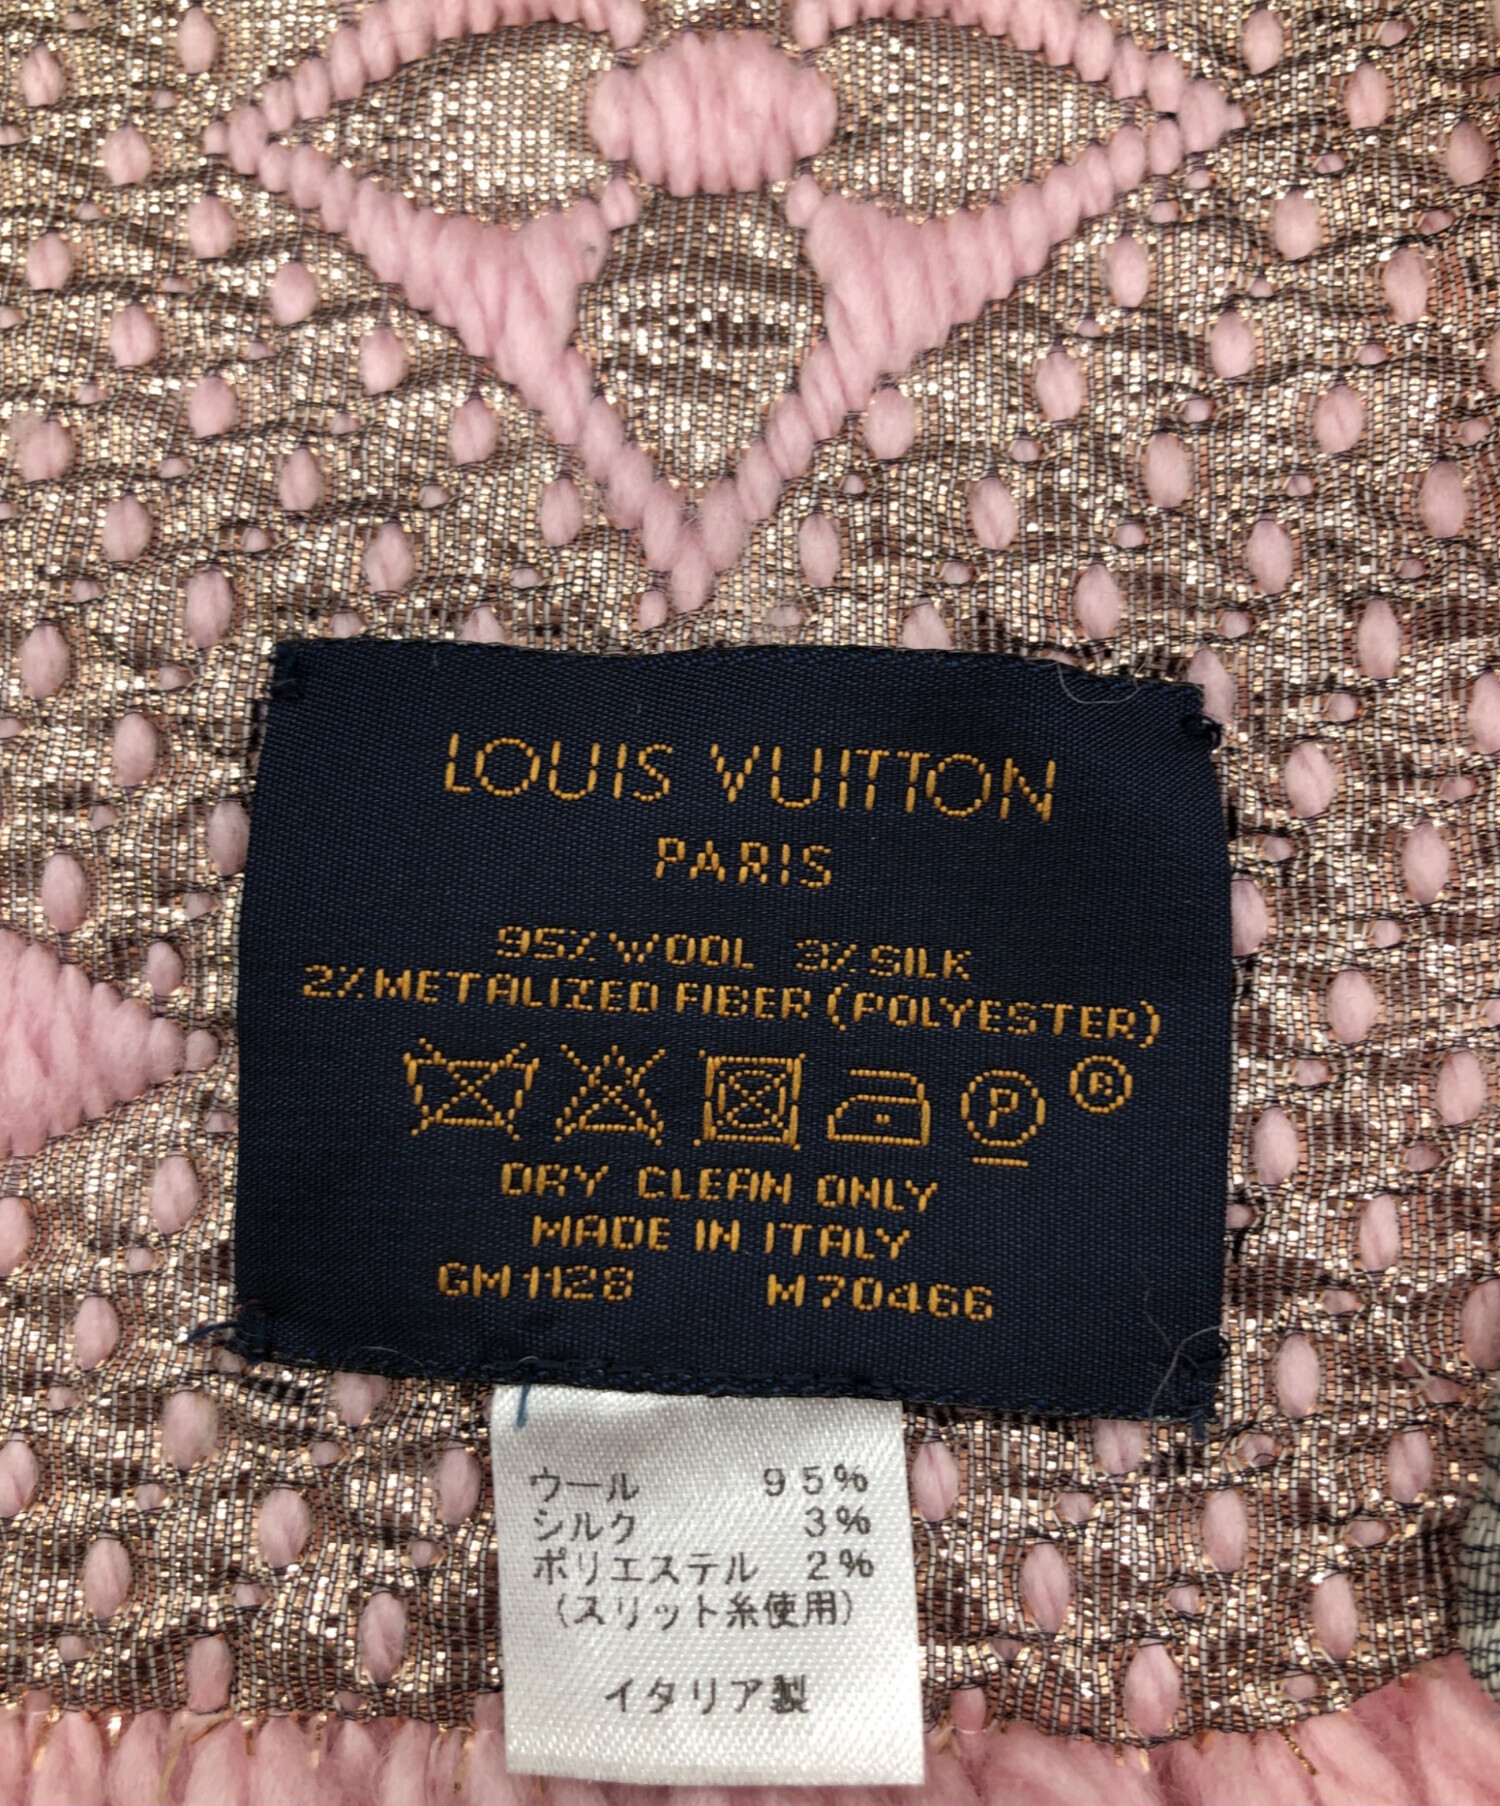 LOUIS VUITTON
PARIS
95% WOOL 3% SILK
2% METALIZED FIBER (POLYESTER)
P ®
DRY CLEAN ONLY
MADE IN ITALY
GM1128 M70466
ウール 95%
シルク 3%
ポリエステル 2%
(スリット糸使用)
イタリア製